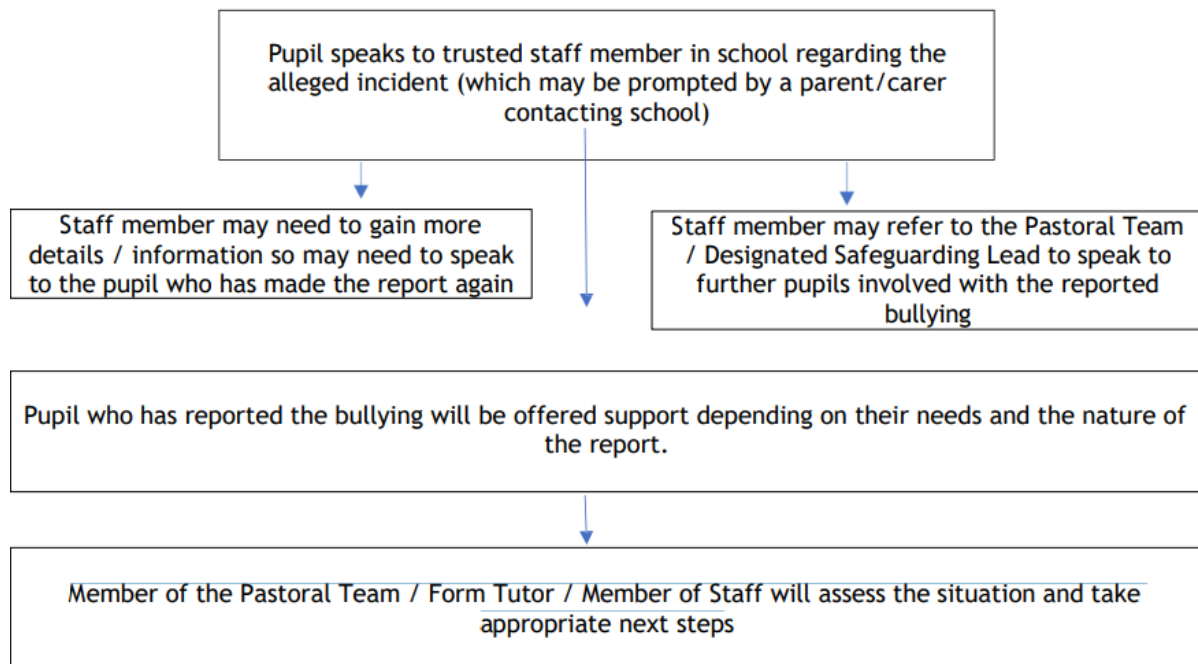 Pupil speaks to trusted staff member in school regarding the
alleged incident (which may be prompted by a parent/carer
contacting school)
Staff member may need to gain more
details / information so may need to speak
to the pupil who has made the report again
Staff member may refer to the Pastoral Team
/ Designated Safeguarding Lead to speak to
further pupils involved with the reported
bullying
Pupil who has reported the bullying will be offered support depending on their needs and the nature of
the report.
Member of the Pastoral Team / Form Tutor / Member of Staff will assess the situation and take
appropriate next steps